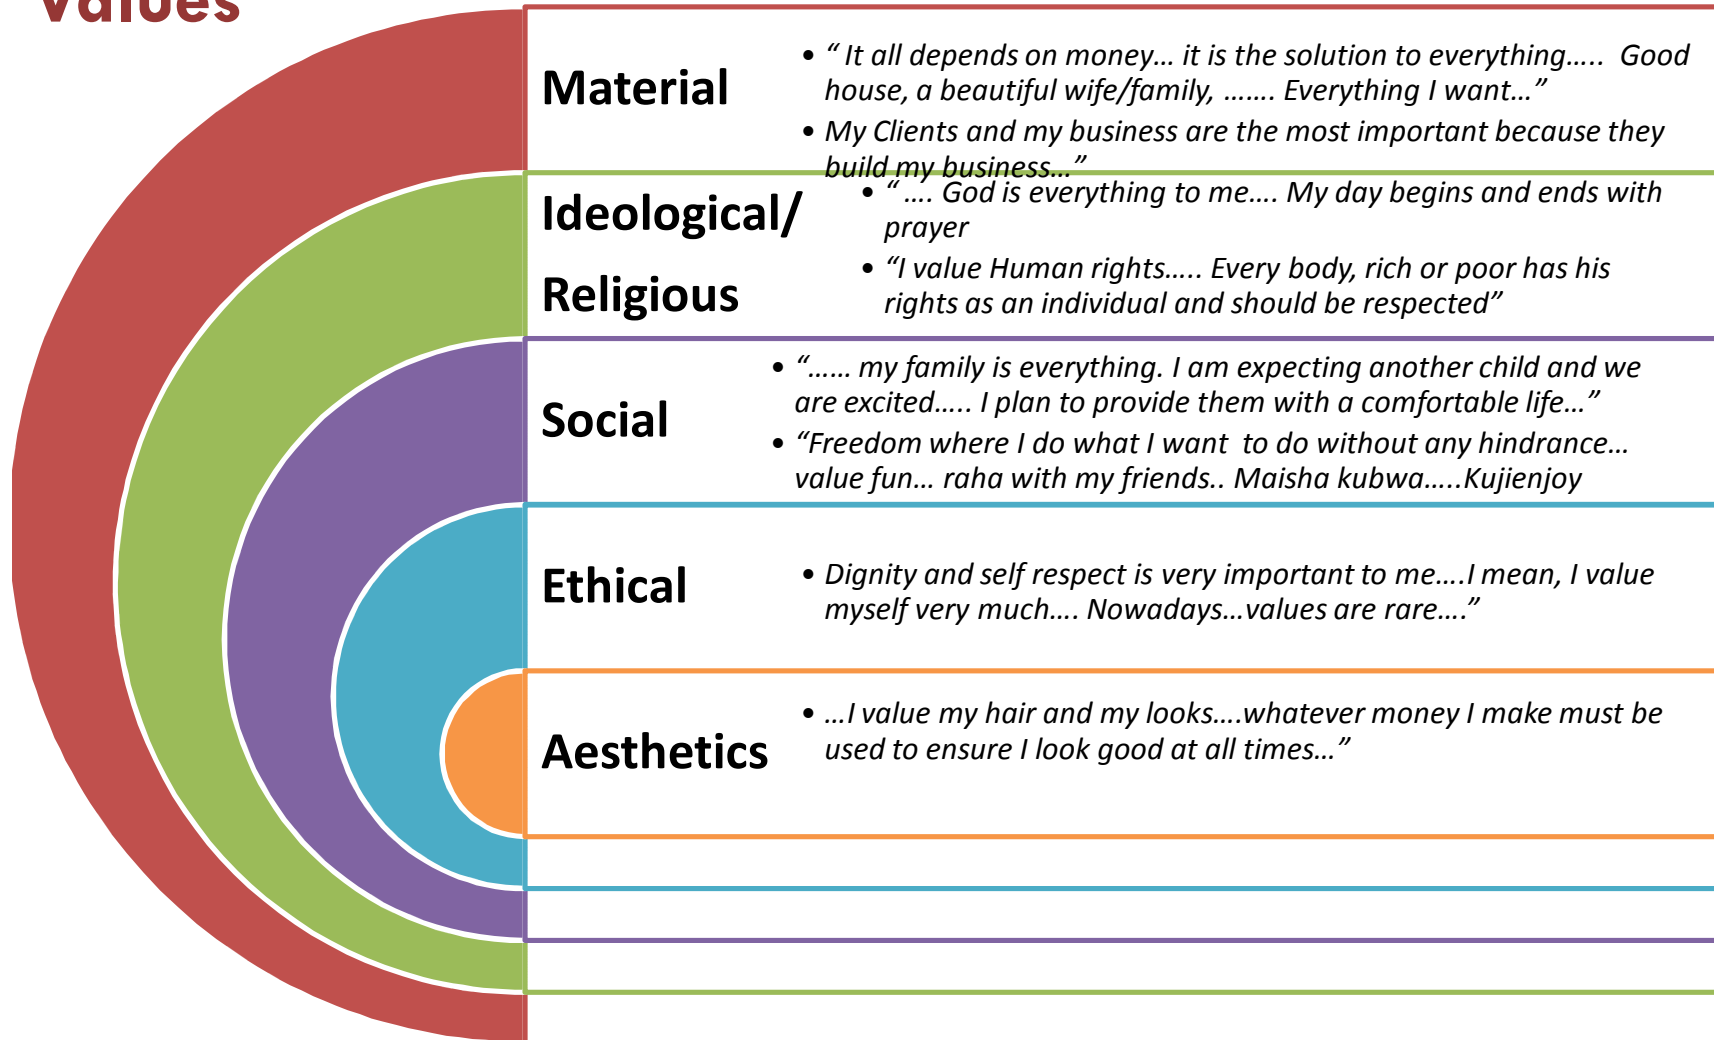 Values
Material
• “ It all depends on money… it is the solution to everything….. Good
house, a beautiful wife/family, ……. Everything I want…”
• My Clients and my business are the most important because they
build my business…”
Ideological/
Religious
• “ …. God is everything to me…. My day begins and ends with
prayer
• “I value Human rights….. Every body, rich or poor has his
rights as an individual and should be respected”
Social
• “…… my family is everything. I am expecting another child and we
are excited….. I plan to provide them with a comfortable life…”
• “Freedom where I do what I want  to do without any hindrance…
value fun… raha with my friends.. Maisha kubwa…..Kujienjoy
Ethical
• Dignity and self respect is very important to me….I mean, I value
myself very much…. Nowadays…values are rare….”
Aesthetics
• …I value my hair and my looks….whatever money I make must be
used to ensure I look good at all times…”